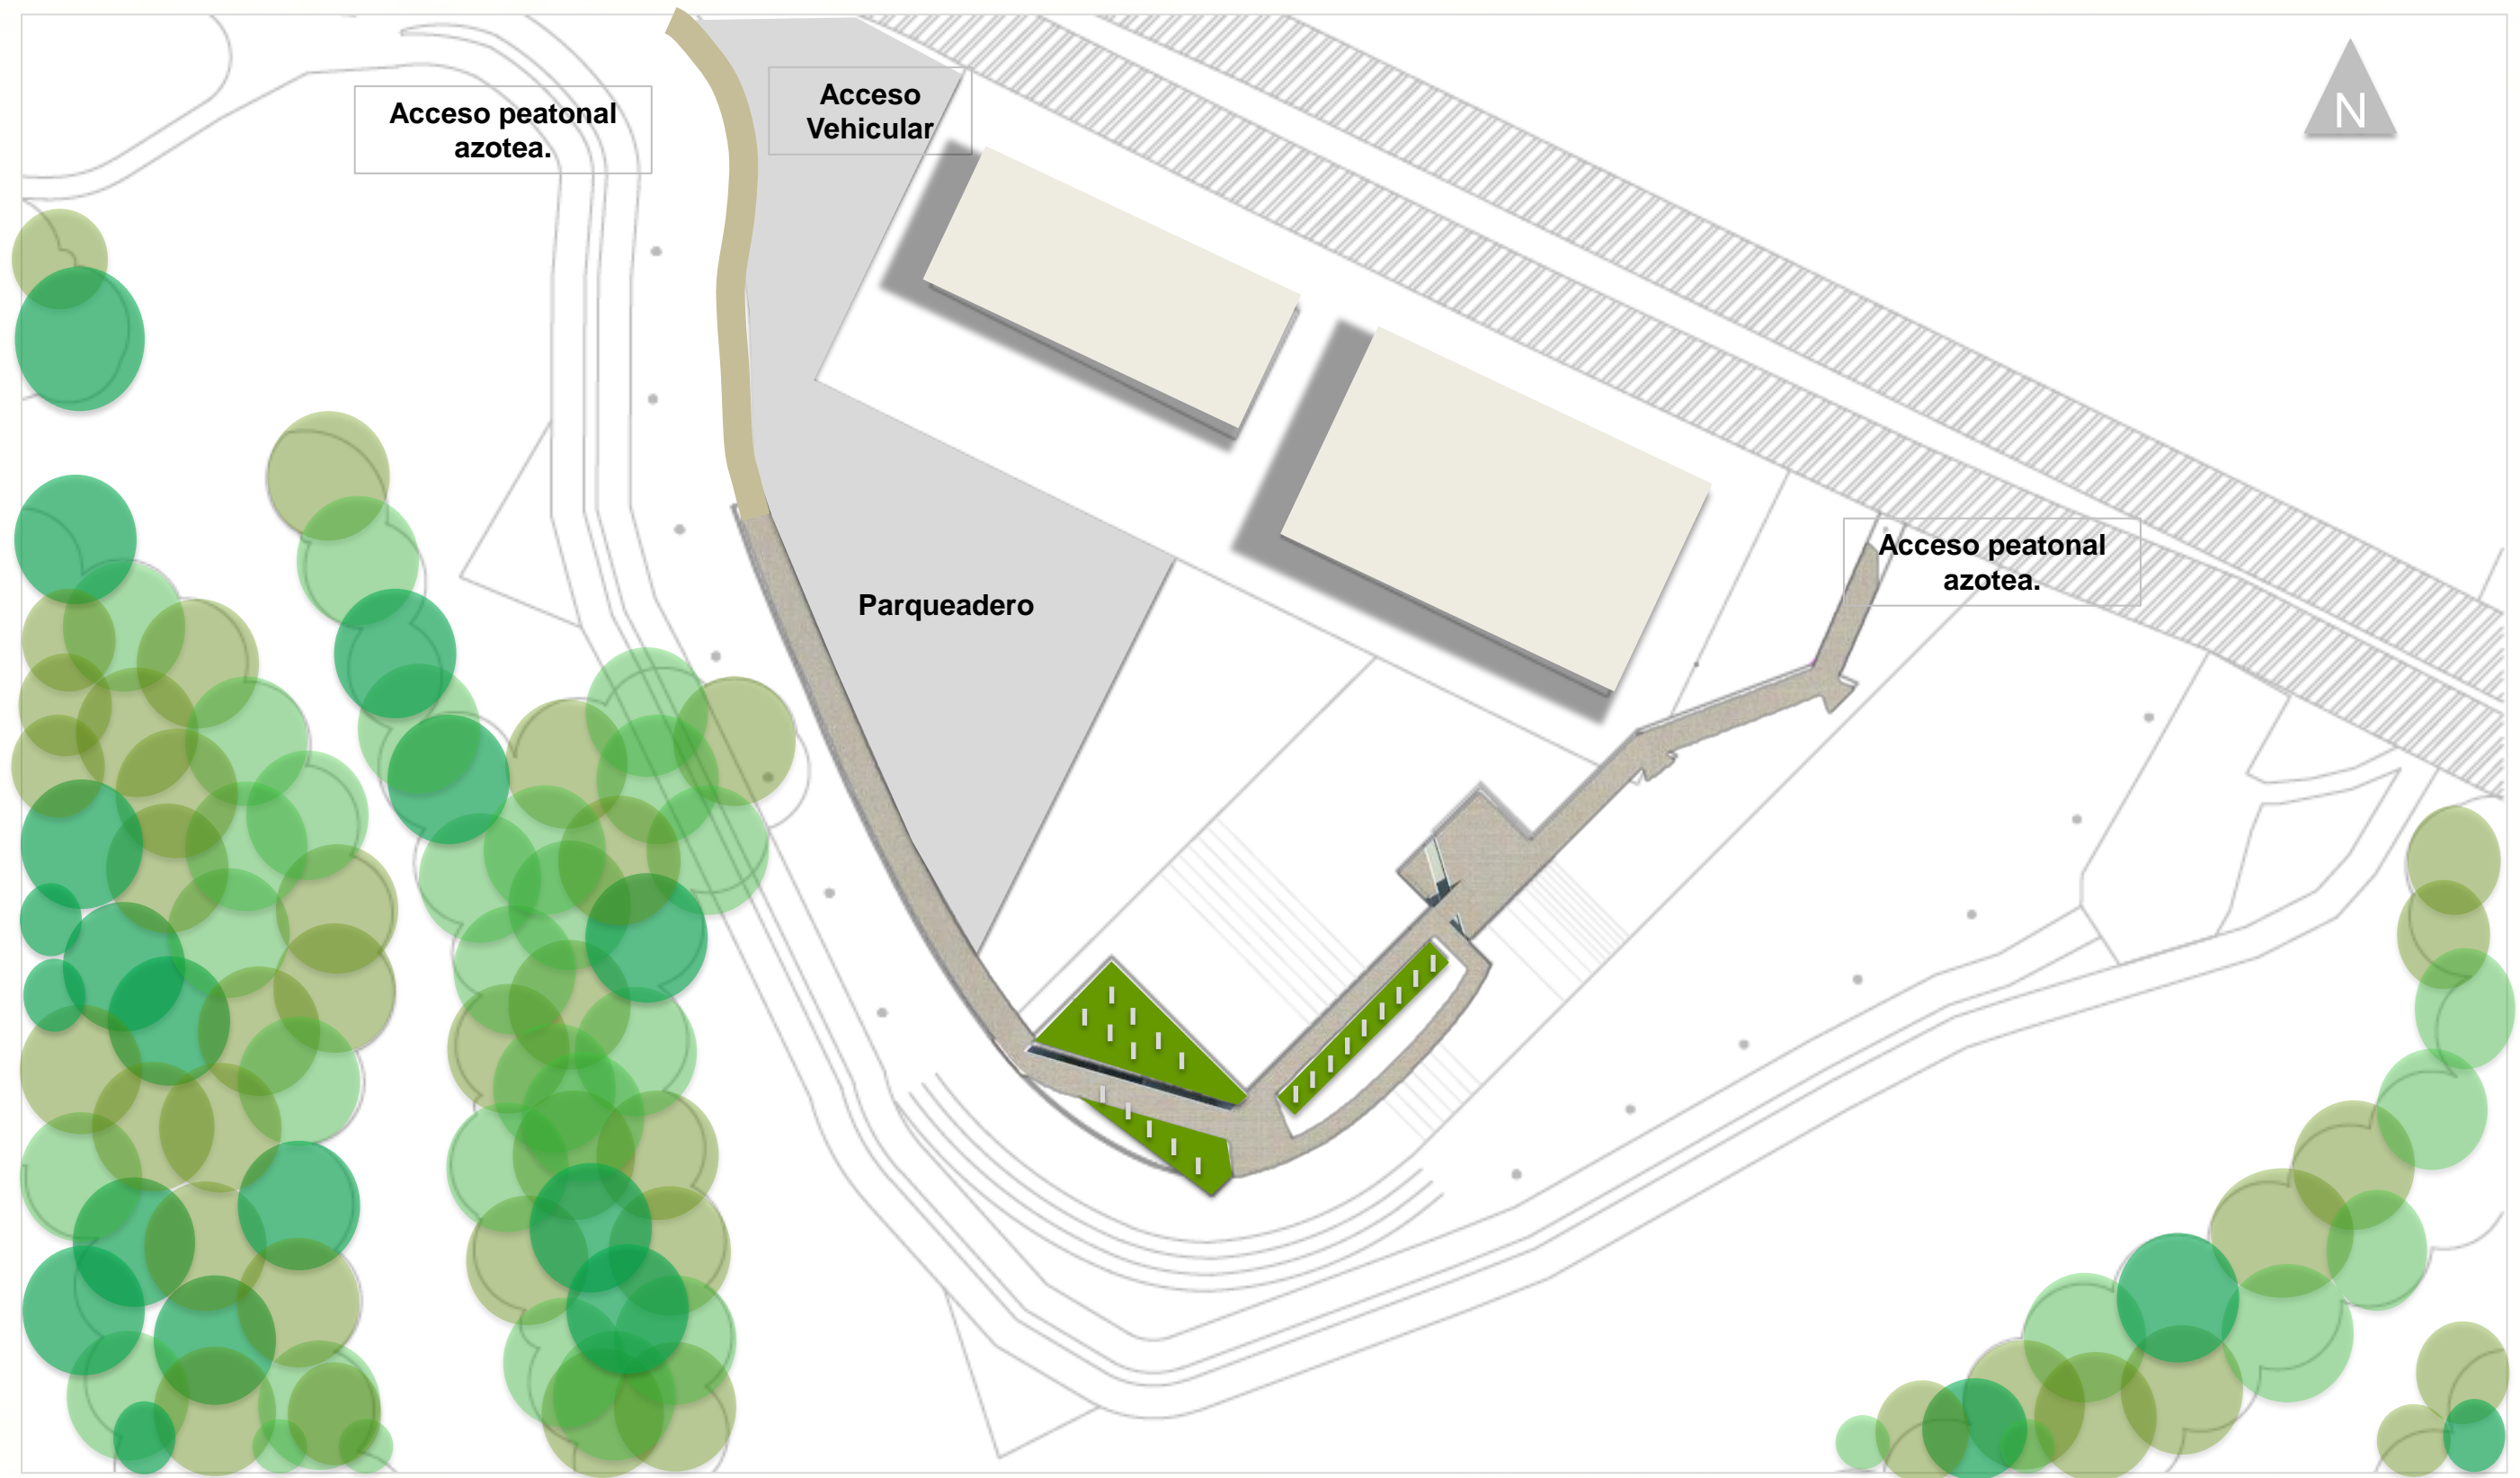 Acceso
Vehicular
Acceso peatonal
azotea.
N
Acceso peatonal
azotea.
Parqueadero